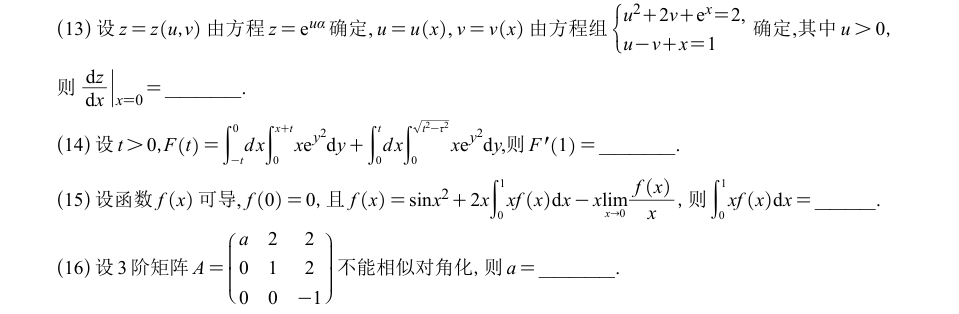 (13) 设 z = z(u,v) 由方程 z = e^{uα} 确定, u = u(x), v = v(x) 由方程组 { u²+2v+e^x=2, u−v+x=1 确定,其中 u > 0,
则 dz/dx |_{x=0} = ________.
(14) 设 t > 0, F(t) = ∫_{-t}^{0} dx ∫_{0}^{x+t} xe^{y²}dy + ∫_{0}^{t} dx ∫_{0}^{√(t²−τ²)} xe^{y²}dy,则 F′(1) = ________.
(15) 设函数 f(x) 可导, f(0) = 0, 且 f(x) = sinx² + 2x∫_{0}^{1} xf(x)dx − x lim_{x→0} f(x)/x , 则 ∫_{0}^{1} xf(x)dx = ______.
(16) 设 3 阶矩阵 A = ( a 2 2
0 1 2
0 0 −1 ) 不能相似对角化, 则 a = ________.